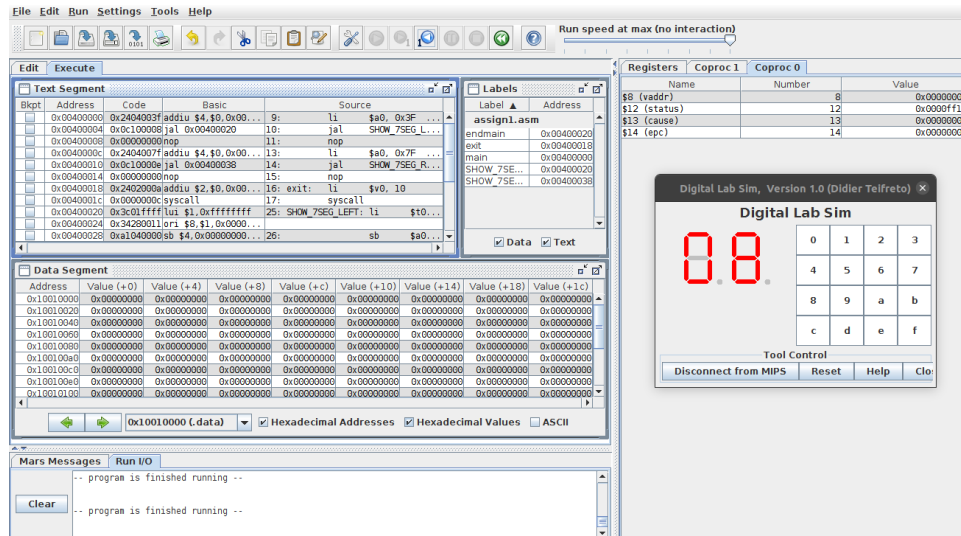 File Edit Run Settings Tools Help
Run speed at max (no interaction)
Edit Execute
Text Segment
Bkpt Address Code Basic Source
0x00400000 0x2404003f addiu $4,$0,0x00... 9: li $a0, 0x3F ...
0x00400004 0x0c100008 jal 0x00400020 10: jal SHOW_7SEG_L...
0x00400008 0x00000000 nop 11: nop
0x0040000c 0x2404007f addiu $4,$0,0x00... 13: li $a0, 0x7F ...
0x00400010 0x0c10000e jal 0x00400038 14: jal SHOW_7SEG_R...
0x00400014 0x00000000 nop 15: nop
0x00400018 0x2402000a addiu $2,$0,0x00... 16: exit: li $v0, 10
0x0040001c 0x0000000c syscall 17: syscall
0x00400020 0x3c01ffff lui $1,0xffffffff 25: SHOW_7SEG_LEFT: li $t0...
0x00400024 0x34280011 ori $8,$1,0x0000...
0x00400028 0xa1040000 sb $4,0x00000000... 26: sb $a0...
Labels
Label ▲ Address
assign1.asm
endmain 0x00400020
exit 0x00400018
main 0x00400000
SHOW_7SE... 0x00400020
SHOW_7SE... 0x00400038
Data Text
Data Segment
Address Value (+0) Value (+4) Value (+8) Value (+c) Value (+10) Value (+14) Value (+18) Value (+1c)
0x10010000 0x00000000 0x00000000 0x00000000 0x00000000 0x00000000 0x00000000 0x00000000 0x00000000
0x10010020 0x00000000 0x00000000 0x00000000 0x00000000 0x00000000 0x00000000 0x00000000 0x00000000
0x10010040 0x00000000 0x00000000 0x00000000 0x00000000 0x00000000 0x00000000 0x00000000 0x00000000
0x10010060 0x00000000 0x00000000 0x00000000 0x00000000 0x00000000 0x00000000 0x00000000 0x00000000
0x10010080 0x00000000 0x00000000 0x00000000 0x00000000 0x00000000 0x00000000 0x00000000 0x00000000
0x100100a0 0x00000000 0x00000000 0x00000000 0x00000000 0x00000000 0x00000000 0x00000000 0x00000000
0x100100c0 0x00000000 0x00000000 0x00000000 0x00000000 0x00000000 0x00000000 0x00000000 0x00000000
0x100100e0 0x00000000 0x00000000 0x00000000 0x00000000 0x00000000 0x00000000 0x00000000 0x00000000
0x10010100 0x00000000 0x00000000 0x00000000 0x00000000 0x00000000 0x00000000 0x00000000 0x00000000
0x10010000 (.data) Hexadecimal Addresses Hexadecimal Values ASCII
Mars Messages Run I/O
Clear
-- program is finished running --
-- program is finished running --
Registers Coproc 1 Coproc 0
Name Number Value
$8 (vaddr) 8 0x0000000
$12 (status) 12 0x0000ff1
$13 (cause) 13 0x0000000
$14 (epc) 14 0x0000000
Digital Lab Sim, Version 1.0 (Didier Teifreto)
Digital Lab Sim
0.8.
0 1 2 3
4 5 6 7
8 9 a b
c d e f
Tool Control
Disconnect from MIPS Reset Help Clo